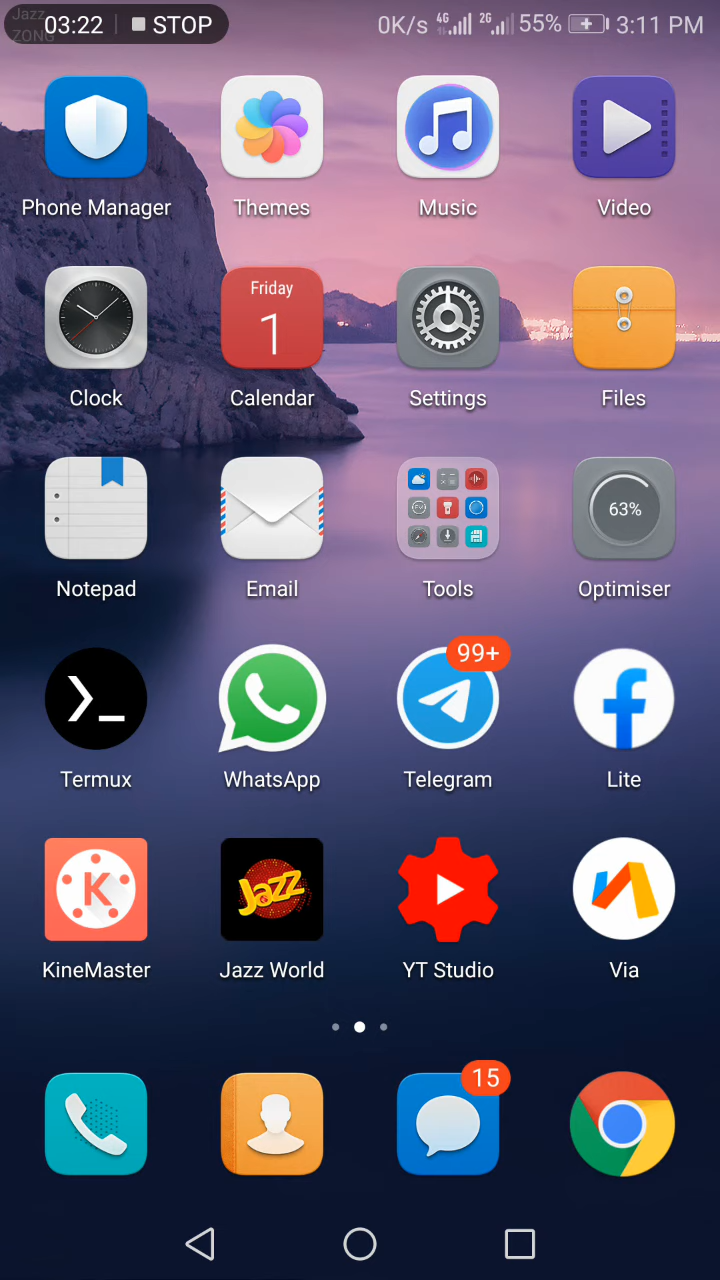 Jazz
ZONG
03:22 STOP 0K/s 4G 2G 55% 3:11 PM
Phone Manager Themes Music Video
Friday
1
Clock Calendar Settings Files
63%
Notepad Email Tools Optimiser
99+
Termux WhatsApp Telegram Lite
K Jazz
KineMaster Jazz World YT Studio Via
15